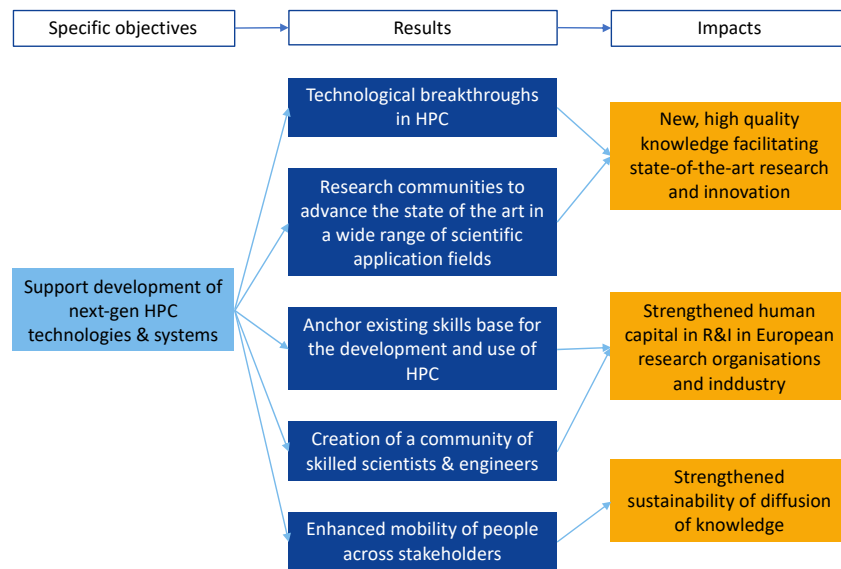 Specific objectives
Results
Impacts
Technological breakthroughs
in HPC
Research communities to
advance the state of the art in
a wide range of scientific
application fields
Support development of
next-gen HPC
technologies & systems
Anchor existing skills base for
the development and use of
HPC
Creation of a community of
skilled scientists & engineers
Enhanced mobility of people
across stakeholders
New, high quality
knowledge facilitating
state-of-the-art research
and innovation
Strengthened human
capital in R&I in European
research organisations
and inddustry
Strengthened
sustainability of diffusion
of knowledge